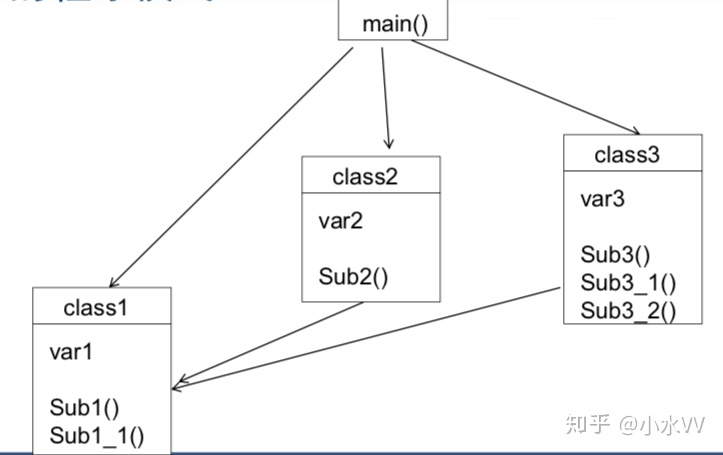 main()
class2
var2
Sub2()
class3
var3
Sub3()
Sub3_1()
Sub3_2()
class1
var1
Sub1()
Sub1_1()
知乎 @小水VV